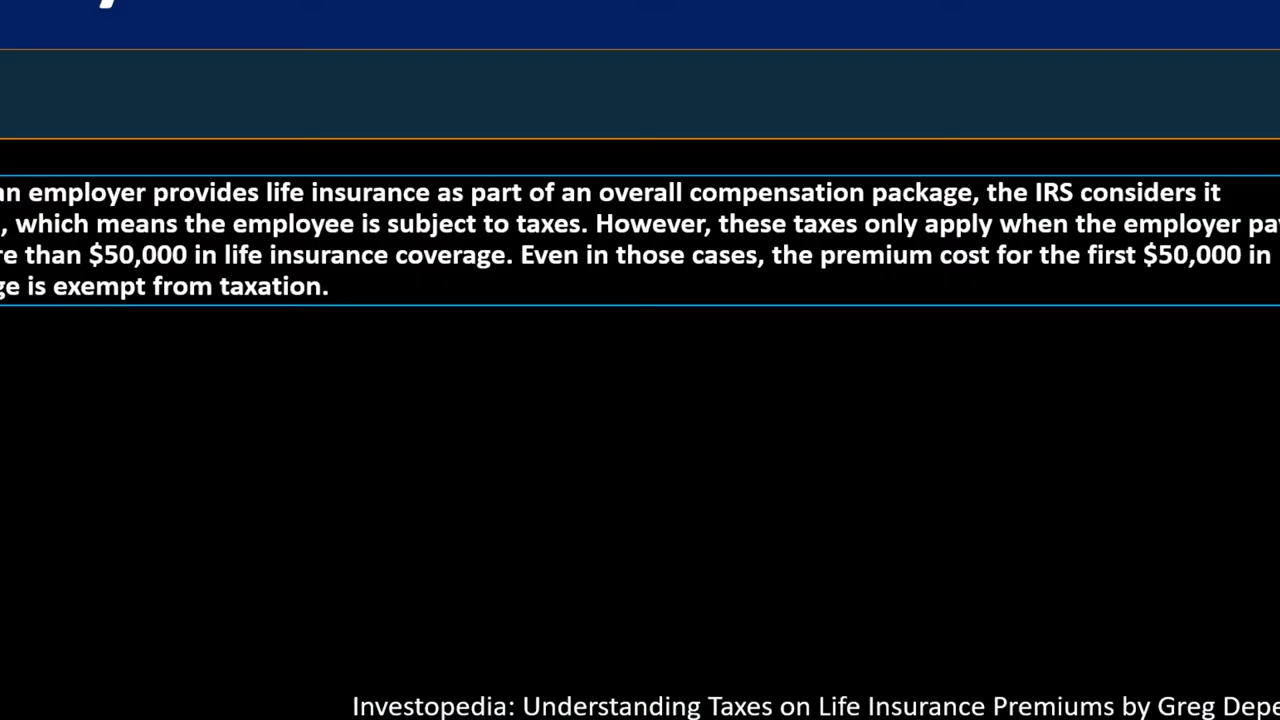 an employer provides life insurance as part of an overall compensation package, the IRS considers it
, which means the employee is subject to taxes. However, these taxes only apply when the employer pa
re than $50,000 in life insurance coverage. Even in those cases, the premium cost for the first $50,000 in
ge is exempt from taxation.
Investopedia: Understanding Taxes on Life Insurance Premiums by Greg Depe